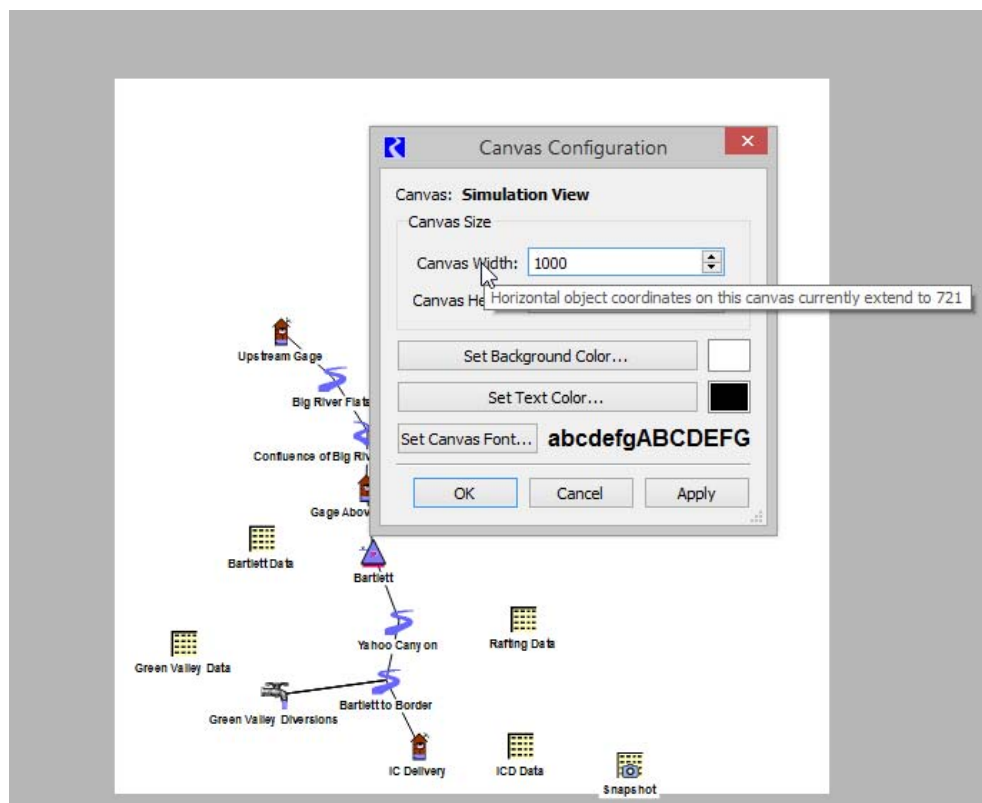 Canvas Configuration
Canvas: Simulation View
Canvas Size
Canvas Width: 1000
Horizontal object coordinates on this canvas currently extend to 721
Canvas He
Set Background Color...
Set Text Color...
Set Canvas Font... abcdefgABCDEFG
OK Cancel Apply
Upstream Gage
Big River Flats
Confluence of Big Riv
Gage Abov
Bartlett Data
Bartlett
Yahoo Canyon
Rafting Data
Green Valley Data
Bartlett to Border
Green Valley Diversions
IC Delivery
ICD Data
Snapshot